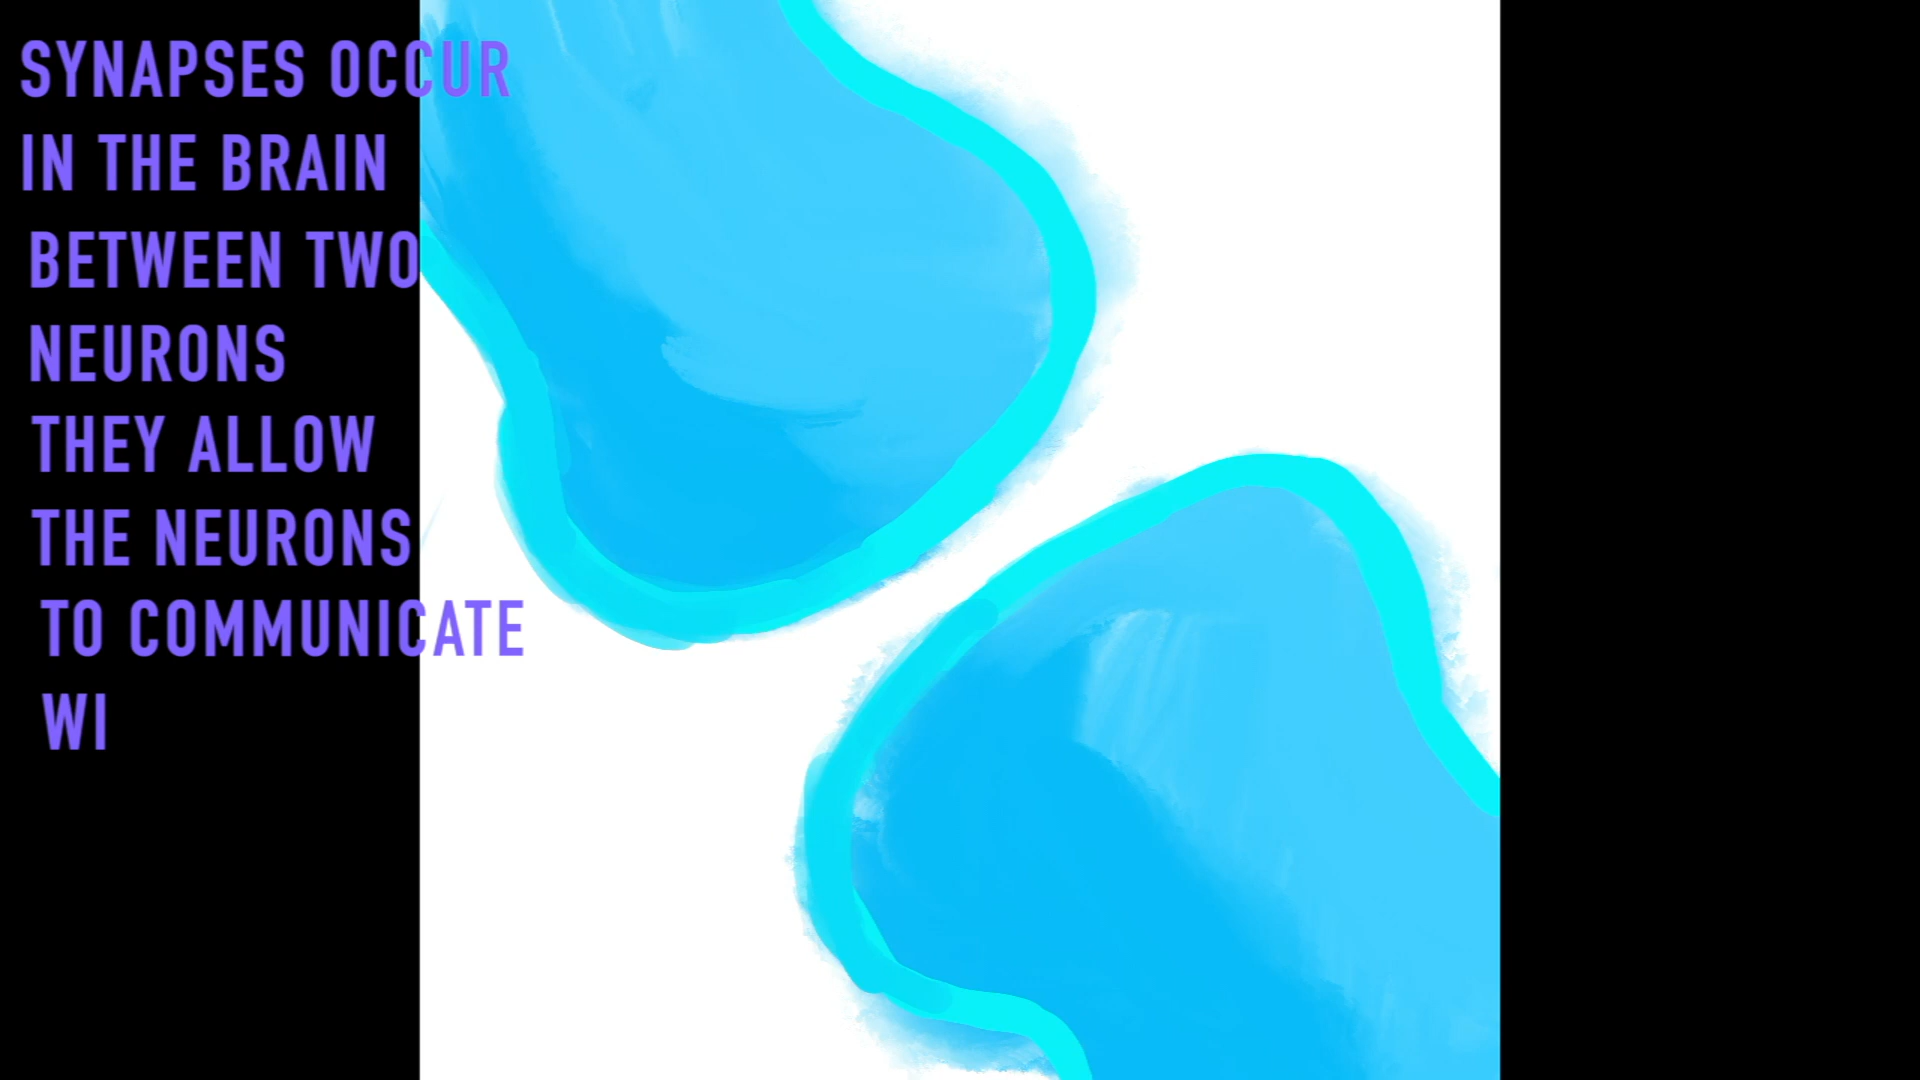 SYNAPSES OCCUR
IN THE BRAIN
BETWEEN TWO
NEURONS
THEY ALLOW
THE NEURONS
TO COMMUNICATE
WI